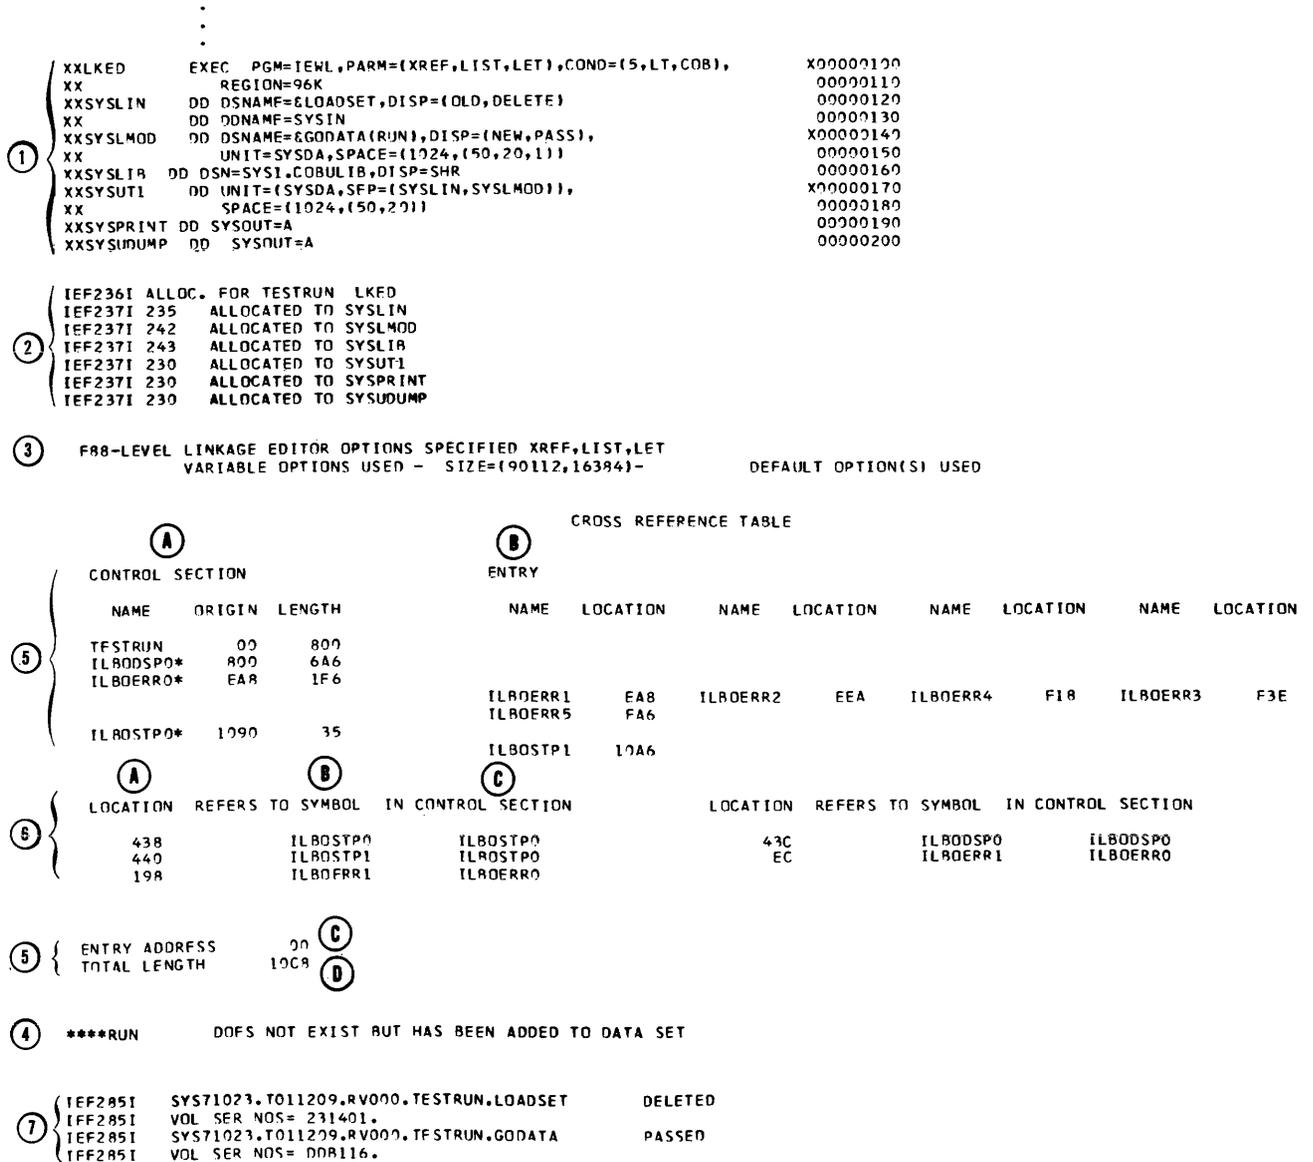 XXLKED EXEC PGM=IEWL,PARM=(XREF,LIST,LET),COND=(5,LT,COB), X00000100
XX REGION=96K 00000110
XXSYSLIN DD DSNAME=&LOADSET,DISP=(OLD,DELETE) 00000120
XX DD DDNAME=SYSIN 00000130
XXSYSLMOD DD DSNAME=&GODATA(RUN),DISP=(NEW,PASS), X00000140
① XX UNIT=SYSDA,SPACE=(1024,(50,20,1)) 00000150
XXSYSLIB DD DSN=SYS1.COBULIB,DISP=SHR 00000160
XXSYSUT1 DD UNIT=(SYSDA,SEP=(SYSLIN,SYSLMOD)), X00000170
XX SPACE=(1024,(50,20)) 00000180
XXSYSPRINT DD SYSOUT=A 00000190
XXSYSUDUMP DD SYSOUT=A 00000200
IEF236I ALLOC. FOR TESTRUN LKED
IEF237I 235 ALLOCATED TO SYSLIN
IEF237I 242 ALLOCATED TO SYSLMOD
② IEF237I 243 ALLOCATED TO SYSLIB
IEF237I 230 ALLOCATED TO SYSUT1
IEF237I 230 ALLOCATED TO SYSPRINT
IEF237I 230 ALLOCATED TO SYSUDUMP
③ F88-LEVEL LINKAGE EDITOR OPTIONS SPECIFIED XREF,LIST,LET
VARIABLE OPTIONS USED - SIZE=(90112,16384)- DEFAULT OPTION(S) USED
CROSS REFERENCE TABLE
A B
CONTROL SECTION ENTRY
NAME ORIGIN LENGTH NAME LOCATION NAME LOCATION NAME LOCATION NAME LOCATION
TESTRUN 00 800
⑤ ILBODSP0* 800 6A6
ILBOERR0* EA8 1E6
ILBOERR1 EA8 ILBOERR2 EEA ILBOERR4 F18 ILBOERR3 F3E
ILBOERR5 FA6
ILBOSTP0* 1090 35
ILBOSTP1 10A6
A B C
LOCATION REFERS TO SYMBOL IN CONTROL SECTION LOCATION REFERS TO SYMBOL IN CONTROL SECTION
⑥ 438 ILBOSTP0 ILBOSTP0 43C ILBODSP0 ILBODSP0
440 ILBOSTP1 ILBOSTP0 EC ILBOERR1 ILBOERR0
198 ILBOERR1 ILBOERR0
⑤ ENTRY ADDRESS 00 C
TOTAL LENGTH 10C8 D
④ ****RUN DOES NOT EXIST BUT HAS BEEN ADDED TO DATA SET
IEF285I SYS71023.T011209.RV000.TESTRUN.LOADSET DELETED
⑦ IEF285I VOL SER NOS= 231401.
IEF285I SYS71023.T011209.RV000.TESTRUN.GODATA PASSED
IEF285I VOL SER NOS= DDB116.